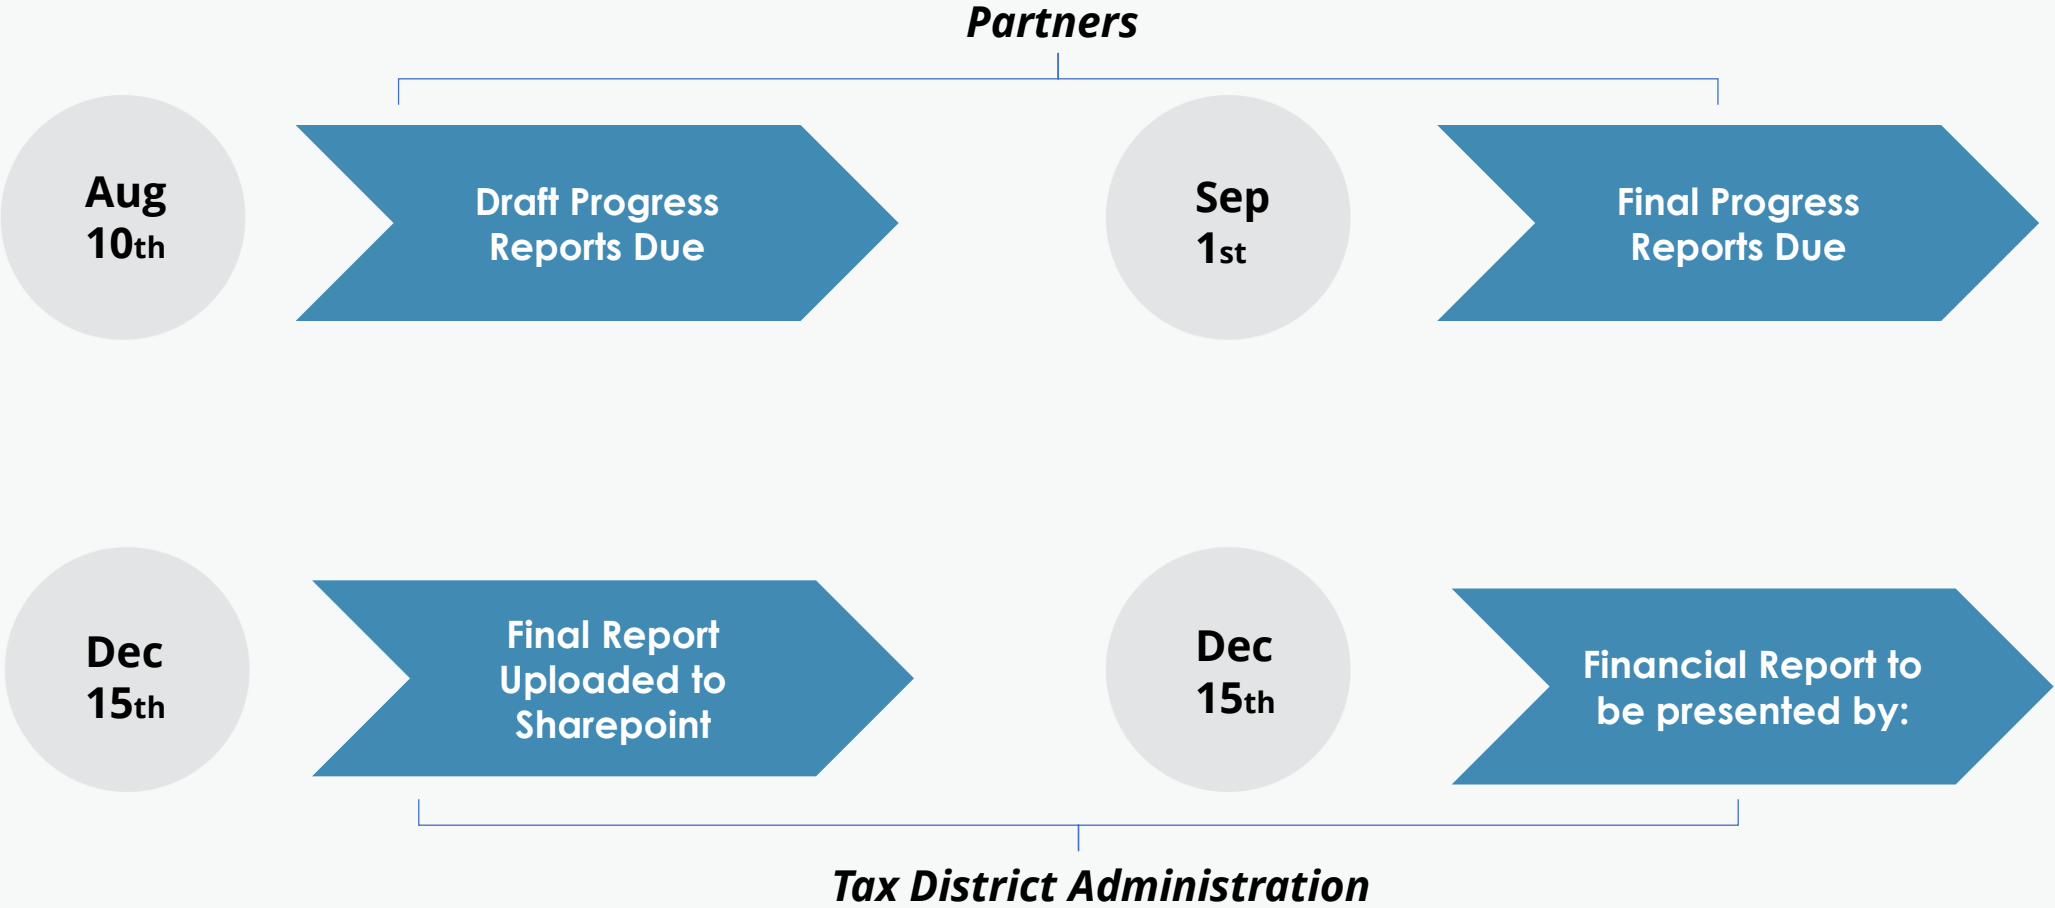 Partners
Aug
10th
Draft Progress
Reports Due
Sep
1st
Final Progress
Reports Due
Dec
15th
Final Report
Uploaded to
Sharepoint
Dec
15th
Financial Report to
be presented by:
Tax District Administration